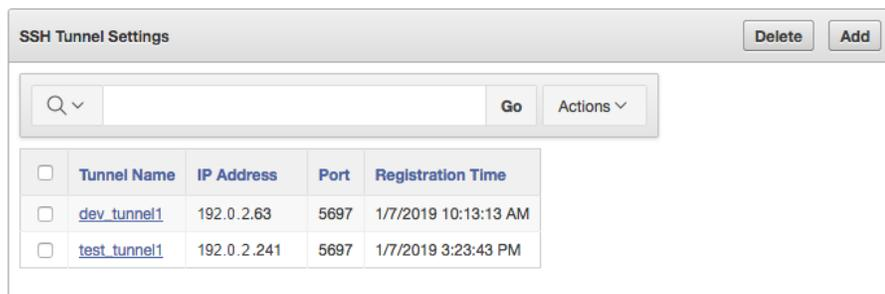 SSH Tunnel Settings Delete Add
Go Actions
Tunnel Name IP Address Port Registration Time
dev_tunnel1 192.0.2.63 5697 1/7/2019 10:13:13 AM
test_tunnel1 192.0.2.241 5697 1/7/2019 3:23:43 PM